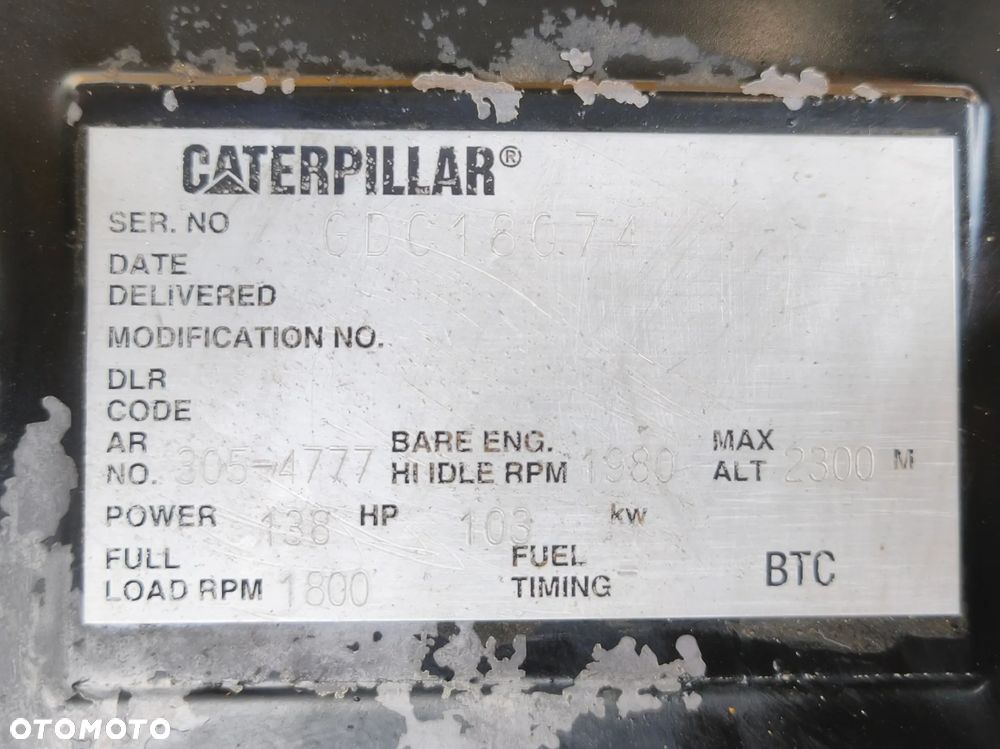 CATERPILLAR®
SER. NO
DATE
DELIVERED
MODIFICATION NO.
DLR
CODE
AR BARE ENG. MAX
NO. 305-4777 HI IDLE RPM 1980 ALT 2300 M
POWER 138 HP 103 kw
FULL FUEL
LOAD RPM 1800 TIMING - BTC
OTOMOTO